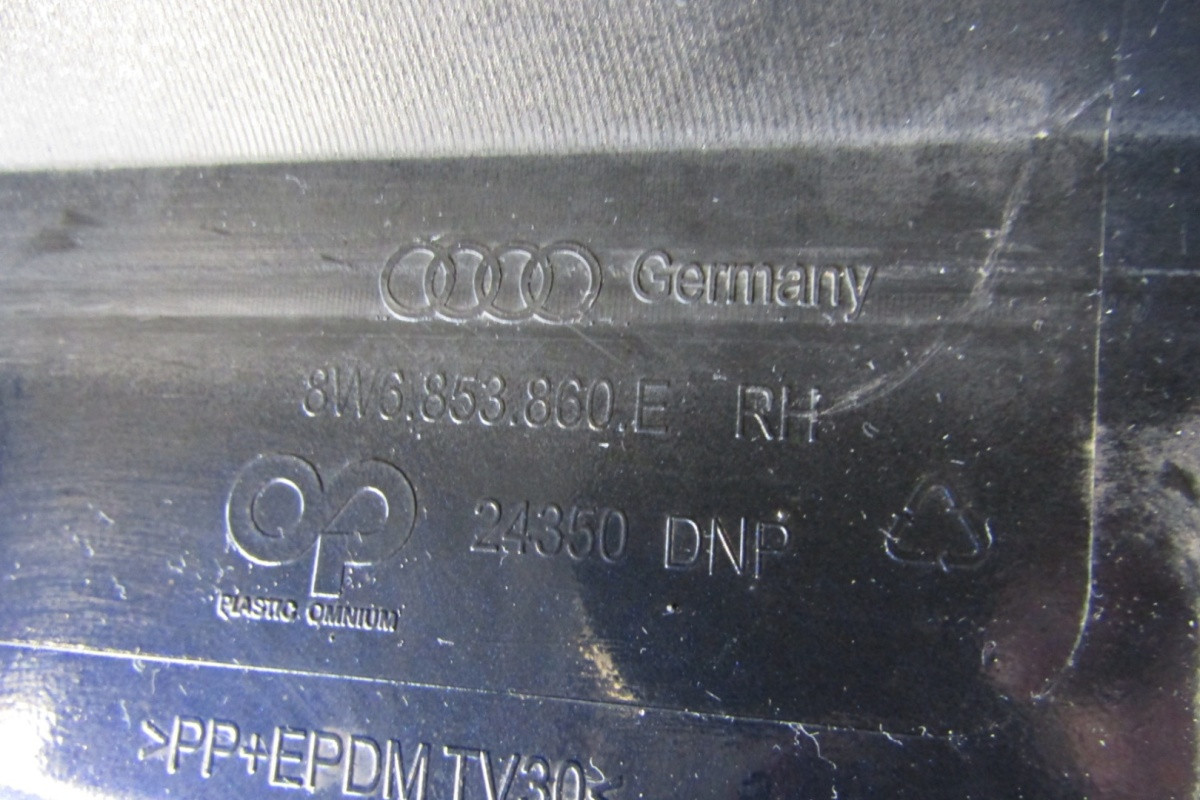 Germany
8W6.853.860.E RH
24350 DNP
PLASTIC OMNIUM
>PP+EPDM TV30<